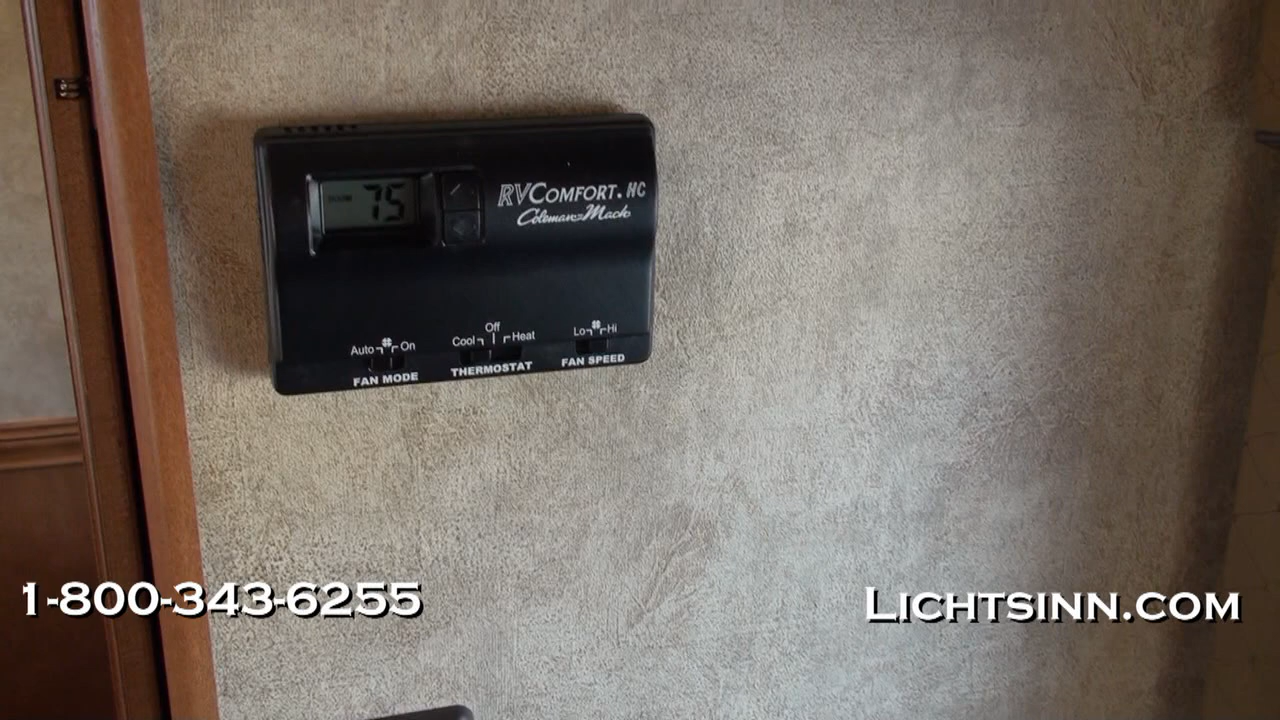 75
RVCOMFORT.HC
Coleman-Mach
Off
Auto On
Cool Heat
Lo Hi
FAN MODE
THERMOSTAT
FAN SPEED
1-800-343-6255
LICHTSINN.COM